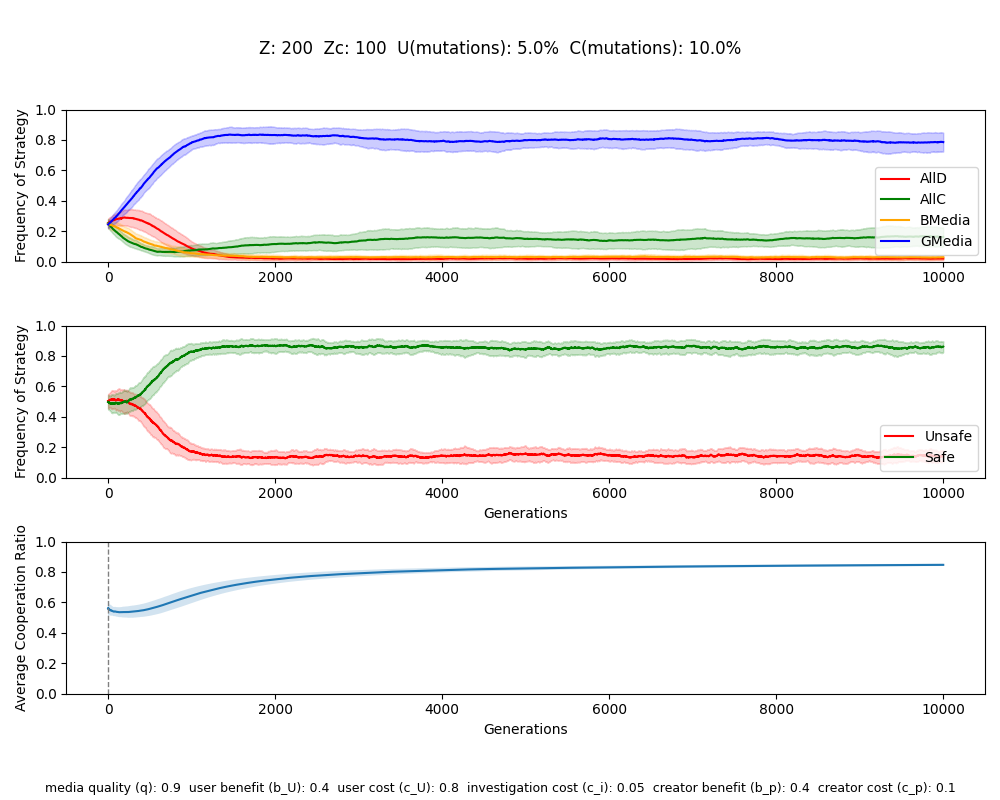 Z: 200  Zc: 100  U(mutations): 5.0%  C(mutations): 10.0%
Frequency of Strategy
1.0
0.8
0.6
0.4
0.2
0.0
AllD
AllC
BMedia
GMedia
0 2000 4000 6000 8000 10000
Frequency of Strategy
1.0
0.8
0.6
0.4
0.2
0.0
Unsafe
Safe
0 2000 4000 6000 8000 10000
Generations
Average Cooperation Ratio
1.0
0.8
0.6
0.4
0.2
0.0
0 2000 4000 6000 8000 10000
Generations
media quality (q): 0.9  user benefit (b_U): 0.4  user cost (c_U): 0.8  investigation cost (c_i): 0.05  creator benefit (b_p): 0.4  creator cost (c_p): 0.1